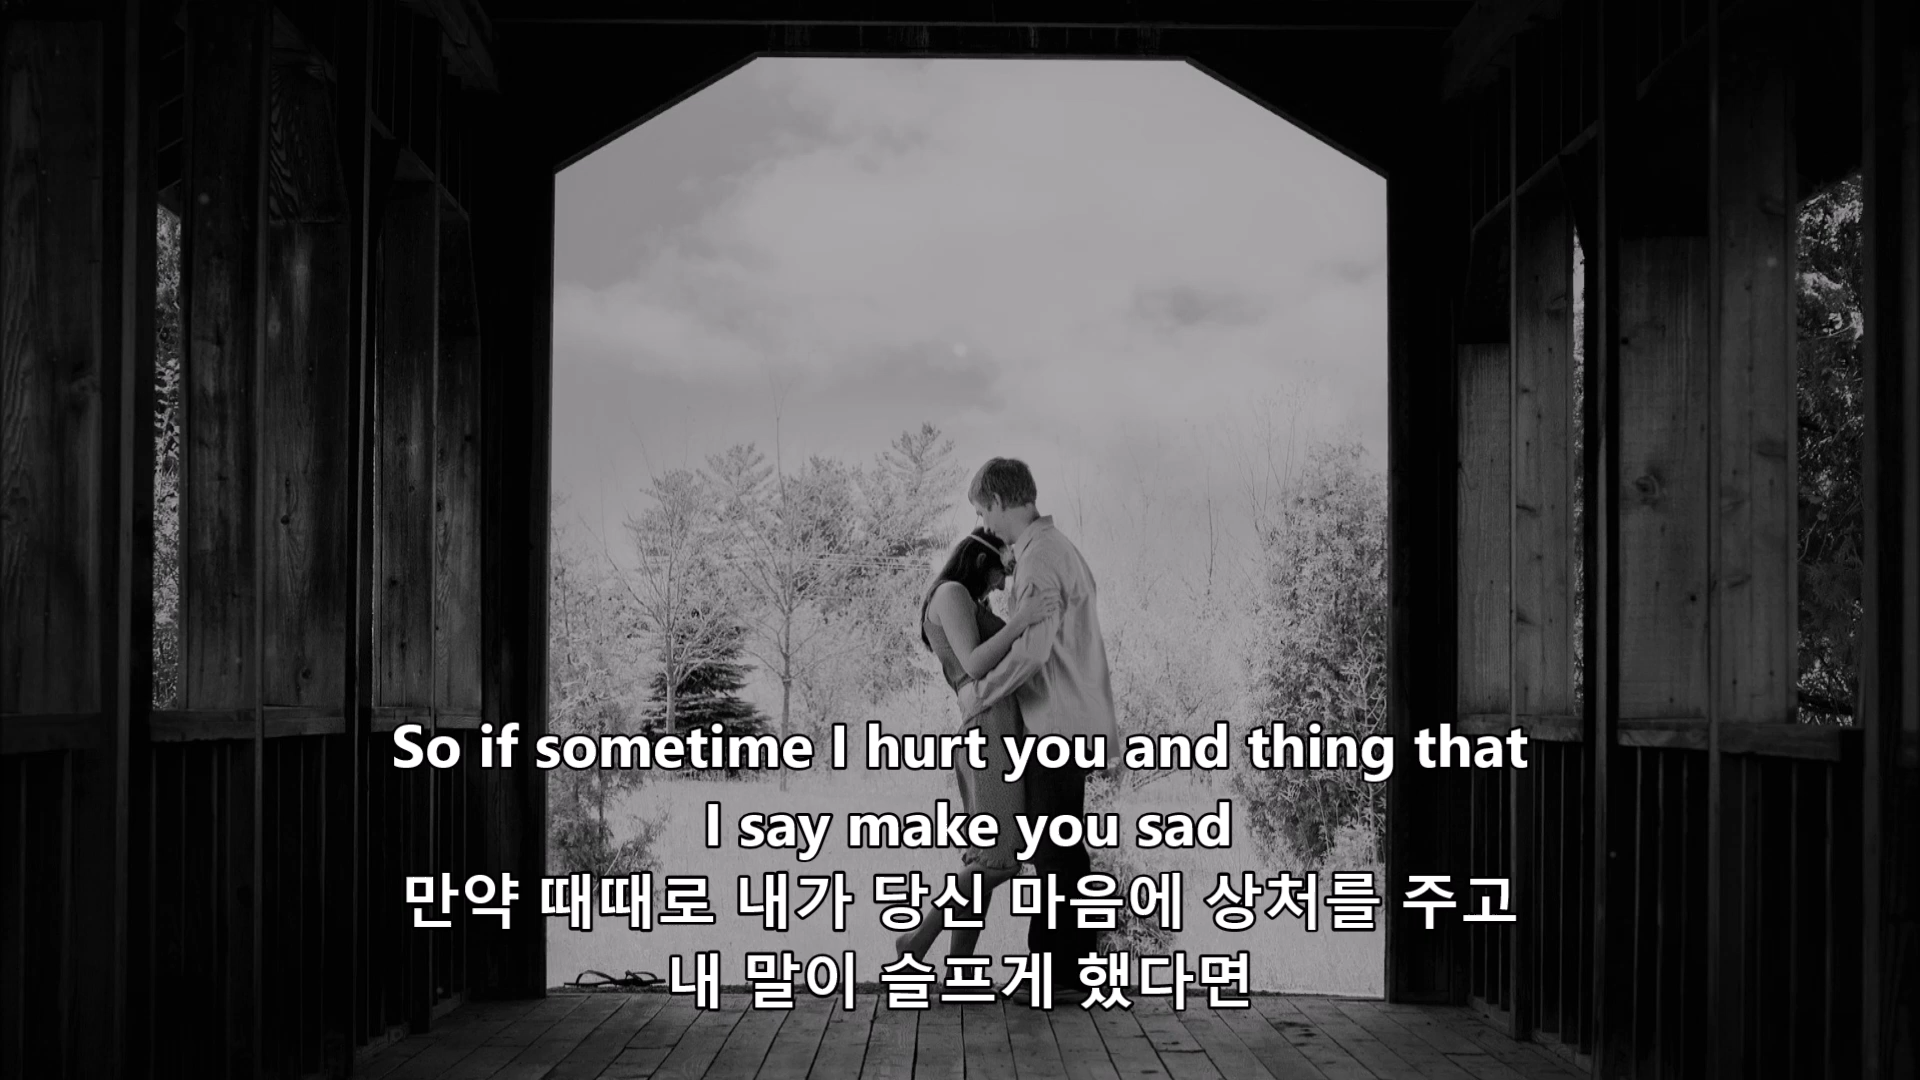 So if sometime I hurt you and thing that
I say make you sad
만약 때때로 내가 당신 마음에 상처를 주고
내 말이 슬프게 했다면